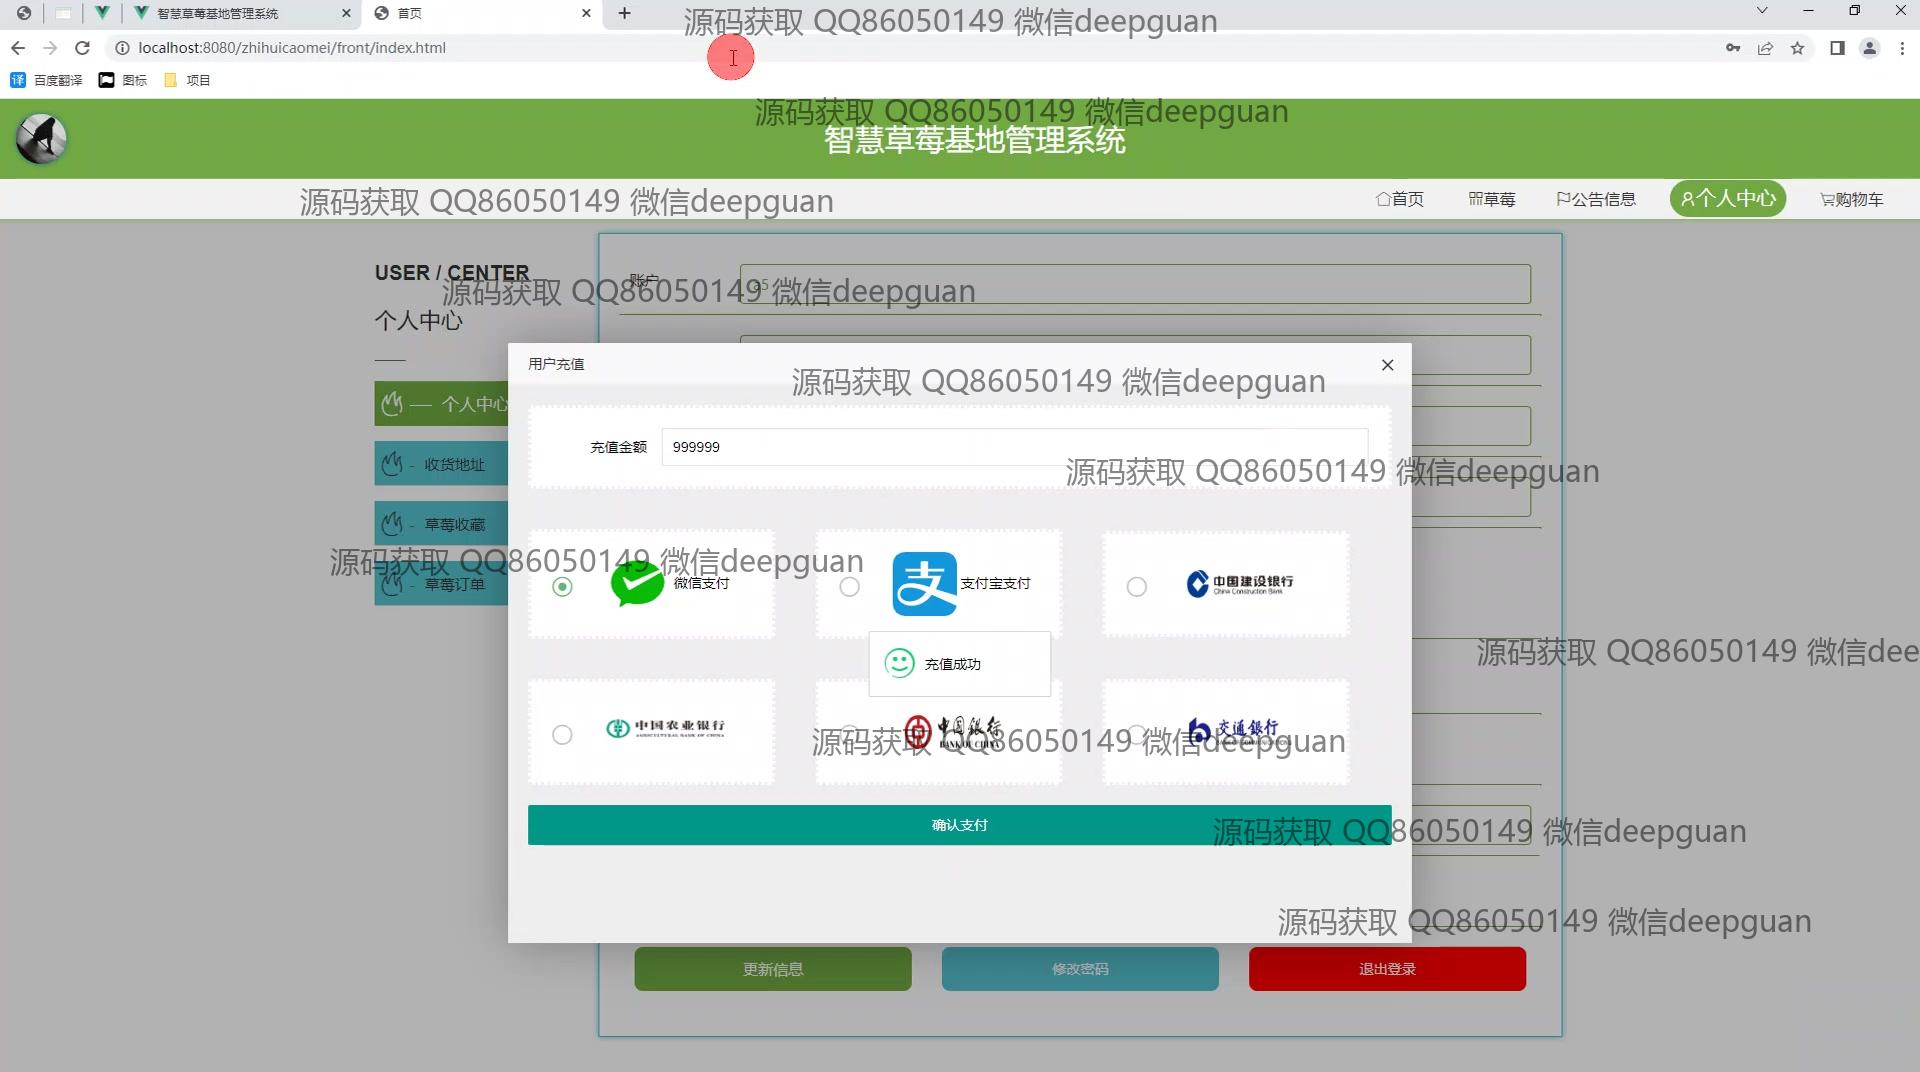 智慧草莓基地管理系统
首页
源码获取 QQ86050149 微信deepguan
localhost:8080/zhihuicaomei/front/index.html
百度翻译
图标
项目
源码获取 QQ86050149 微信deepguan
智慧草莓基地管理系统
源码获取 QQ86050149 微信deepguan
首页
草莓
公告信息
个人中心
购物车
USER / CENTER
账户
a5
源码获取 QQ86050149 微信deepguan
个人中心
用户充值
源码获取 QQ86050149 微信deepguan
个人中心
充值金额
999999
收货地址
源码获取 QQ86050149 微信deepguan
草莓收藏
源码获取 QQ86050149 微信deepguan
草莓订单
微信支付
支
支付宝支付
中国建设银行
China Construction Bank
充值成功
源码获取 QQ86050149 微信dee
中国农业银行
AGRICULTURAL BANK OF CHINA
中国银行
BANK OF CHINA
交通银行
源码获取 QQ86050149 微信deepguan
确认支付
源码获取 QQ86050149 微信deepguan
源码获取 QQ86050149 微信deepguan
更新信息
修改密码
退出登录